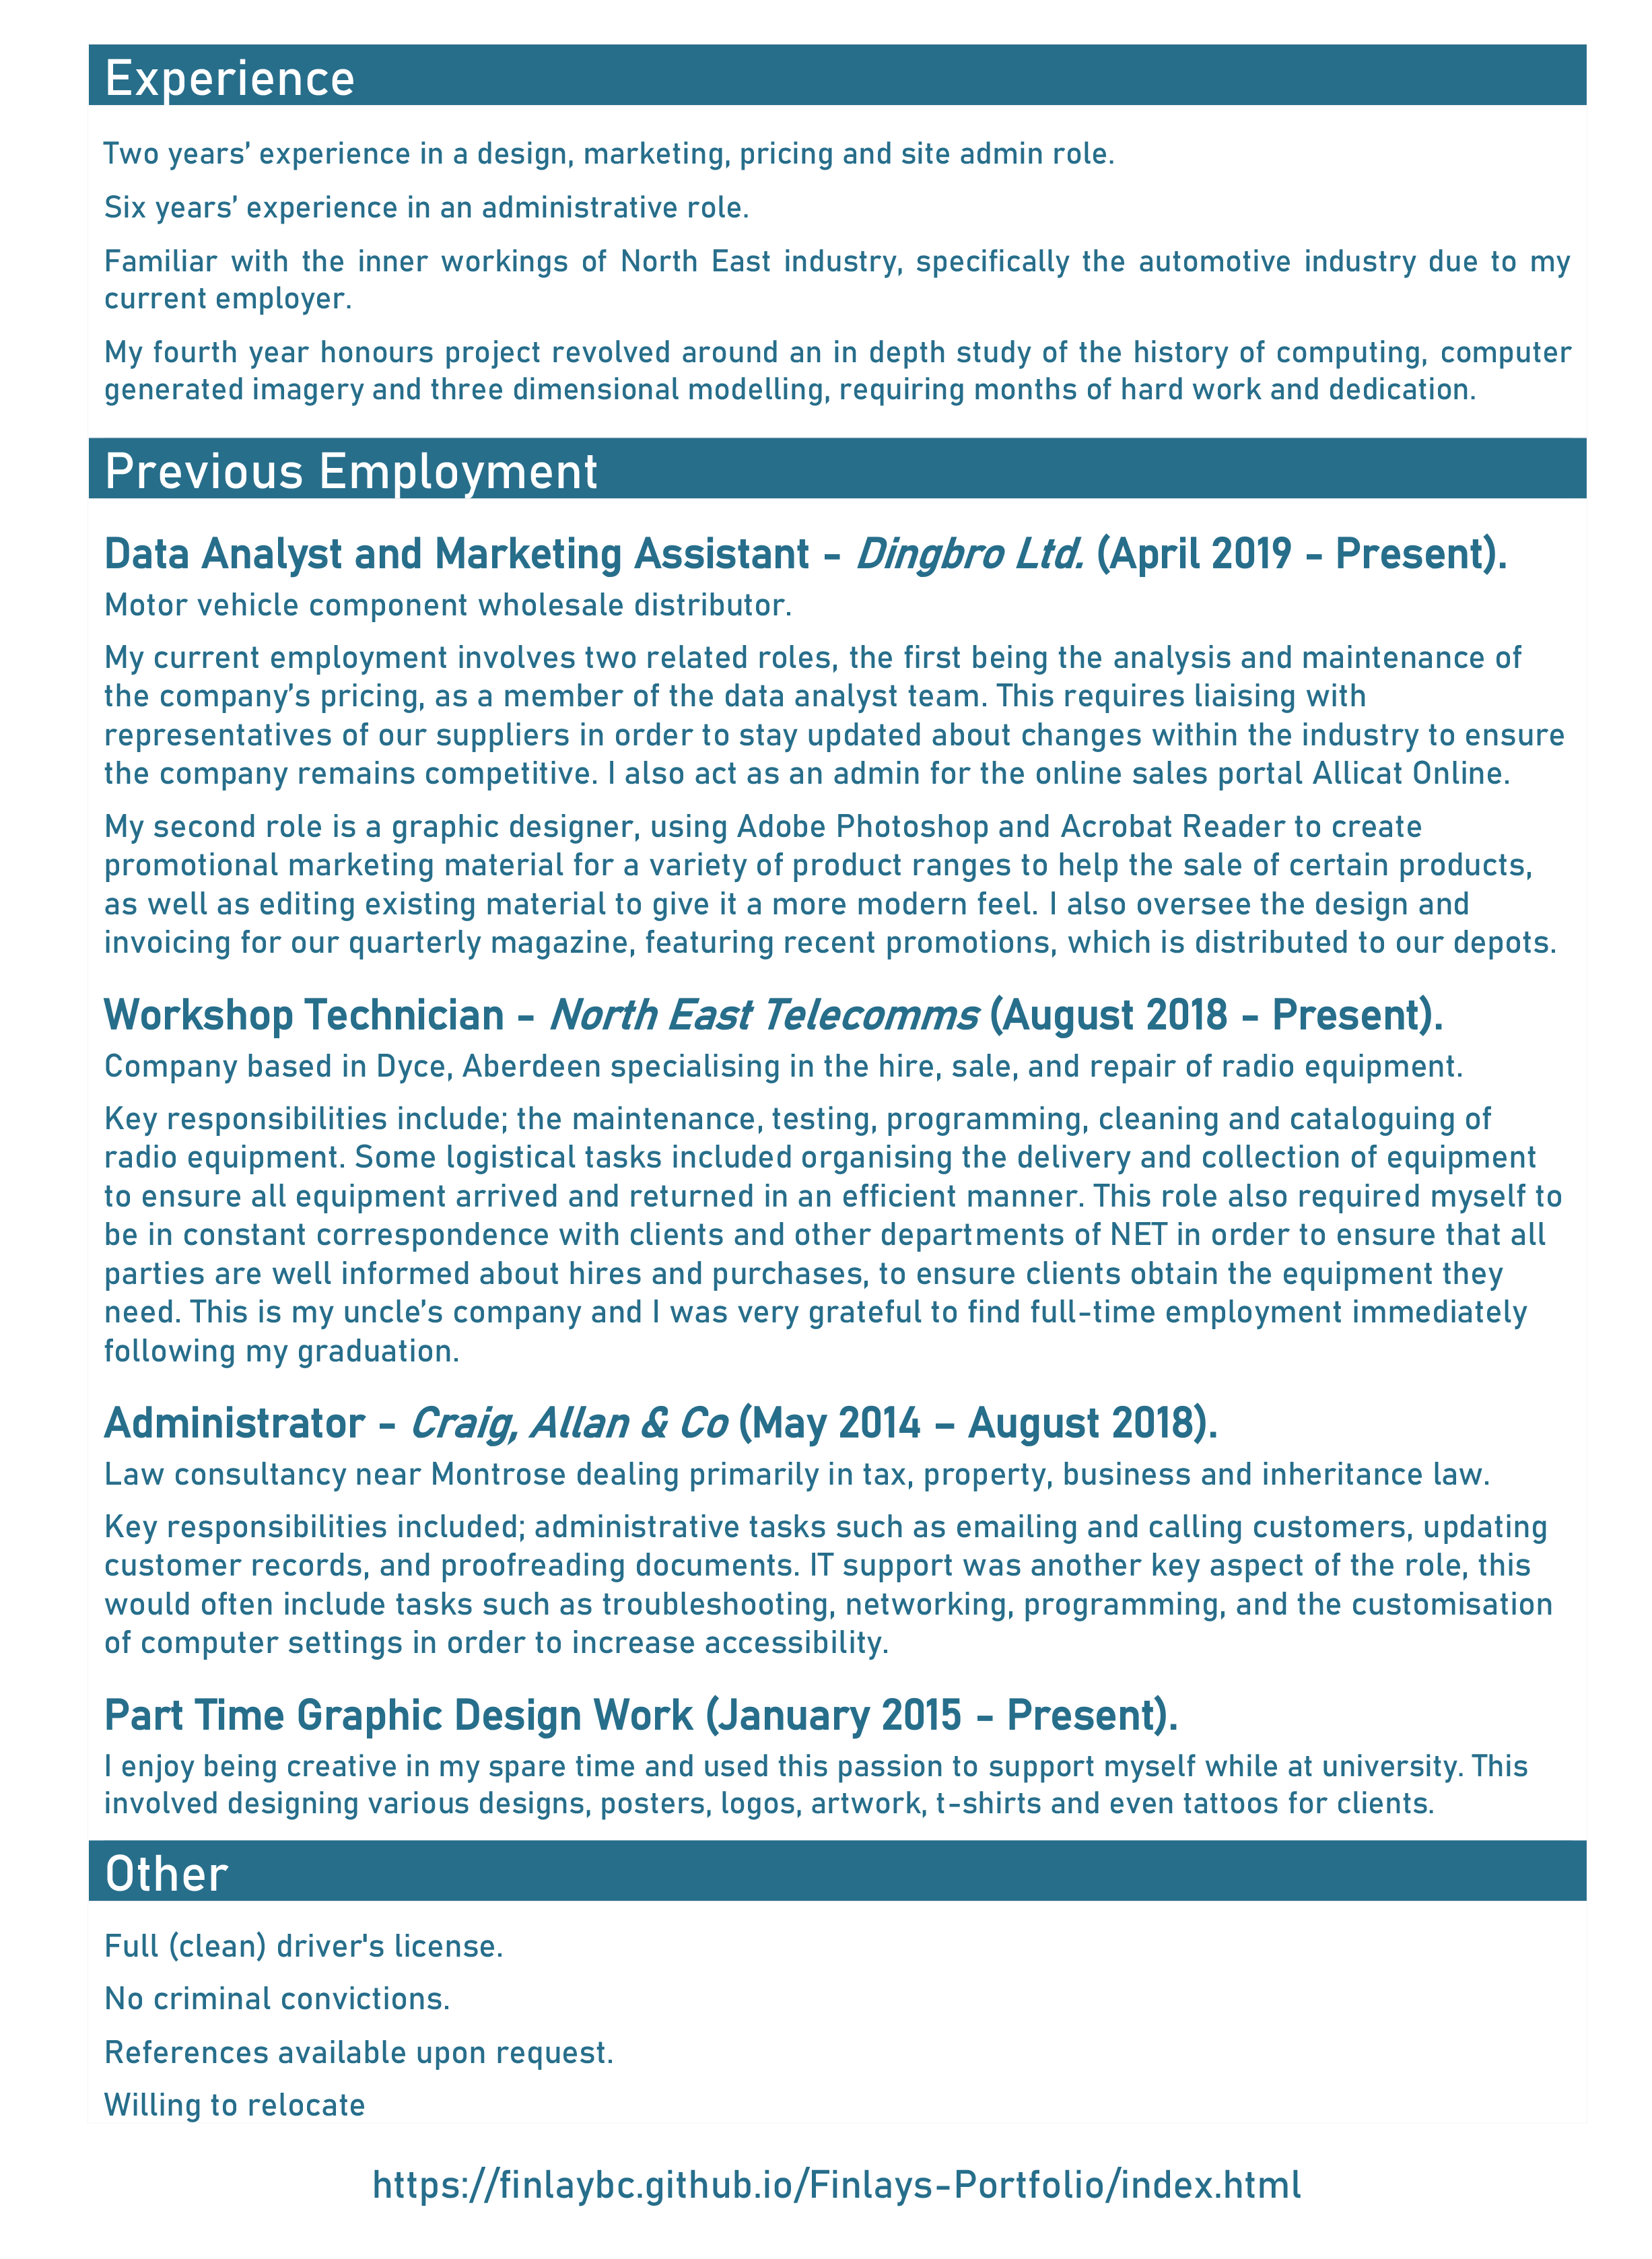 Experience
Two years’ experience in a design, marketing, pricing and site admin role.
Six years’ experience in an administrative role.
Familiar with the inner workings of North East industry, specifically the automotive industry due to my
current employer.
My fourth year honours project revolved around an in depth study of the history of computing, computer
generated imagery and three dimensional modelling, requiring months of hard work and dedication.
Previous Employment
Data Analyst and Marketing Assistant - Dingbro Ltd. (April 2019 - Present).
Motor vehicle component wholesale distributor.
My current employment involves two related roles, the first being the analysis and maintenance of
the company’s pricing, as a member of the data analyst team. This requires liaising with
representatives of our suppliers in order to stay updated about changes within the industry to ensure
the company remains competitive. I also act as an admin for the online sales portal Allicat Online.
My second role is a graphic designer, using Adobe Photoshop and Acrobat Reader to create
promotional marketing material for a variety of product ranges to help the sale of certain products,
as well as editing existing material to give it a more modern feel. I also oversee the design and
invoicing for our quarterly magazine, featuring recent promotions, which is distributed to our depots.
Workshop Technician - North East Telecomms (August 2018 - Present).
Company based in Dyce, Aberdeen specialising in the hire, sale, and repair of radio equipment.
Key responsibilities include; the maintenance, testing, programming, cleaning and cataloguing of
radio equipment. Some logistical tasks included organising the delivery and collection of equipment
to ensure all equipment arrived and returned in an efficient manner. This role also required myself to
be in constant correspondence with clients and other departments of NET in order to ensure that all
parties are well informed about hires and purchases, to ensure clients obtain the equipment they
need. This is my uncle’s company and I was very grateful to find full-time employment immediately
following my graduation.
Administrator - Craig, Allan & Co (May 2014 – August 2018).
Law consultancy near Montrose dealing primarily in tax, property, business and inheritance law.
Key responsibilities included; administrative tasks such as emailing and calling customers, updating
customer records, and proofreading documents. IT support was another key aspect of the role, this
would often include tasks such as troubleshooting, networking, programming, and the customisation
of computer settings in order to increase accessibility.
Part Time Graphic Design Work (January 2015 - Present).
I enjoy being creative in my spare time and used this passion to support myself while at university. This
involved designing various designs, posters, logos, artwork, t-shirts and even tattoos for clients.
Other
Full (clean) driver's license.
No criminal convictions.
References available upon request.
Willing to relocate
https://finlaybc.github.io/Finlays-Portfolio/index.html